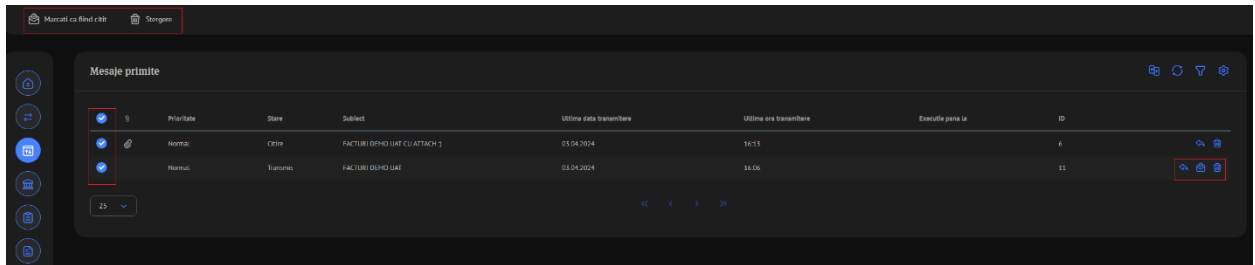 Marcati ca fiind citit Stergere
Mesaje primite
Prioritate Stare Subiect Ultima data transmitere Ultima ora transmitere Executie pana la ID
Normal Citire FACTURI DEMO UAT CU ATTACH :) 03.04.2024 16:13 6
Normal Transmis FACTURI DEMO UAT 03.04.2024 16:06 11
25